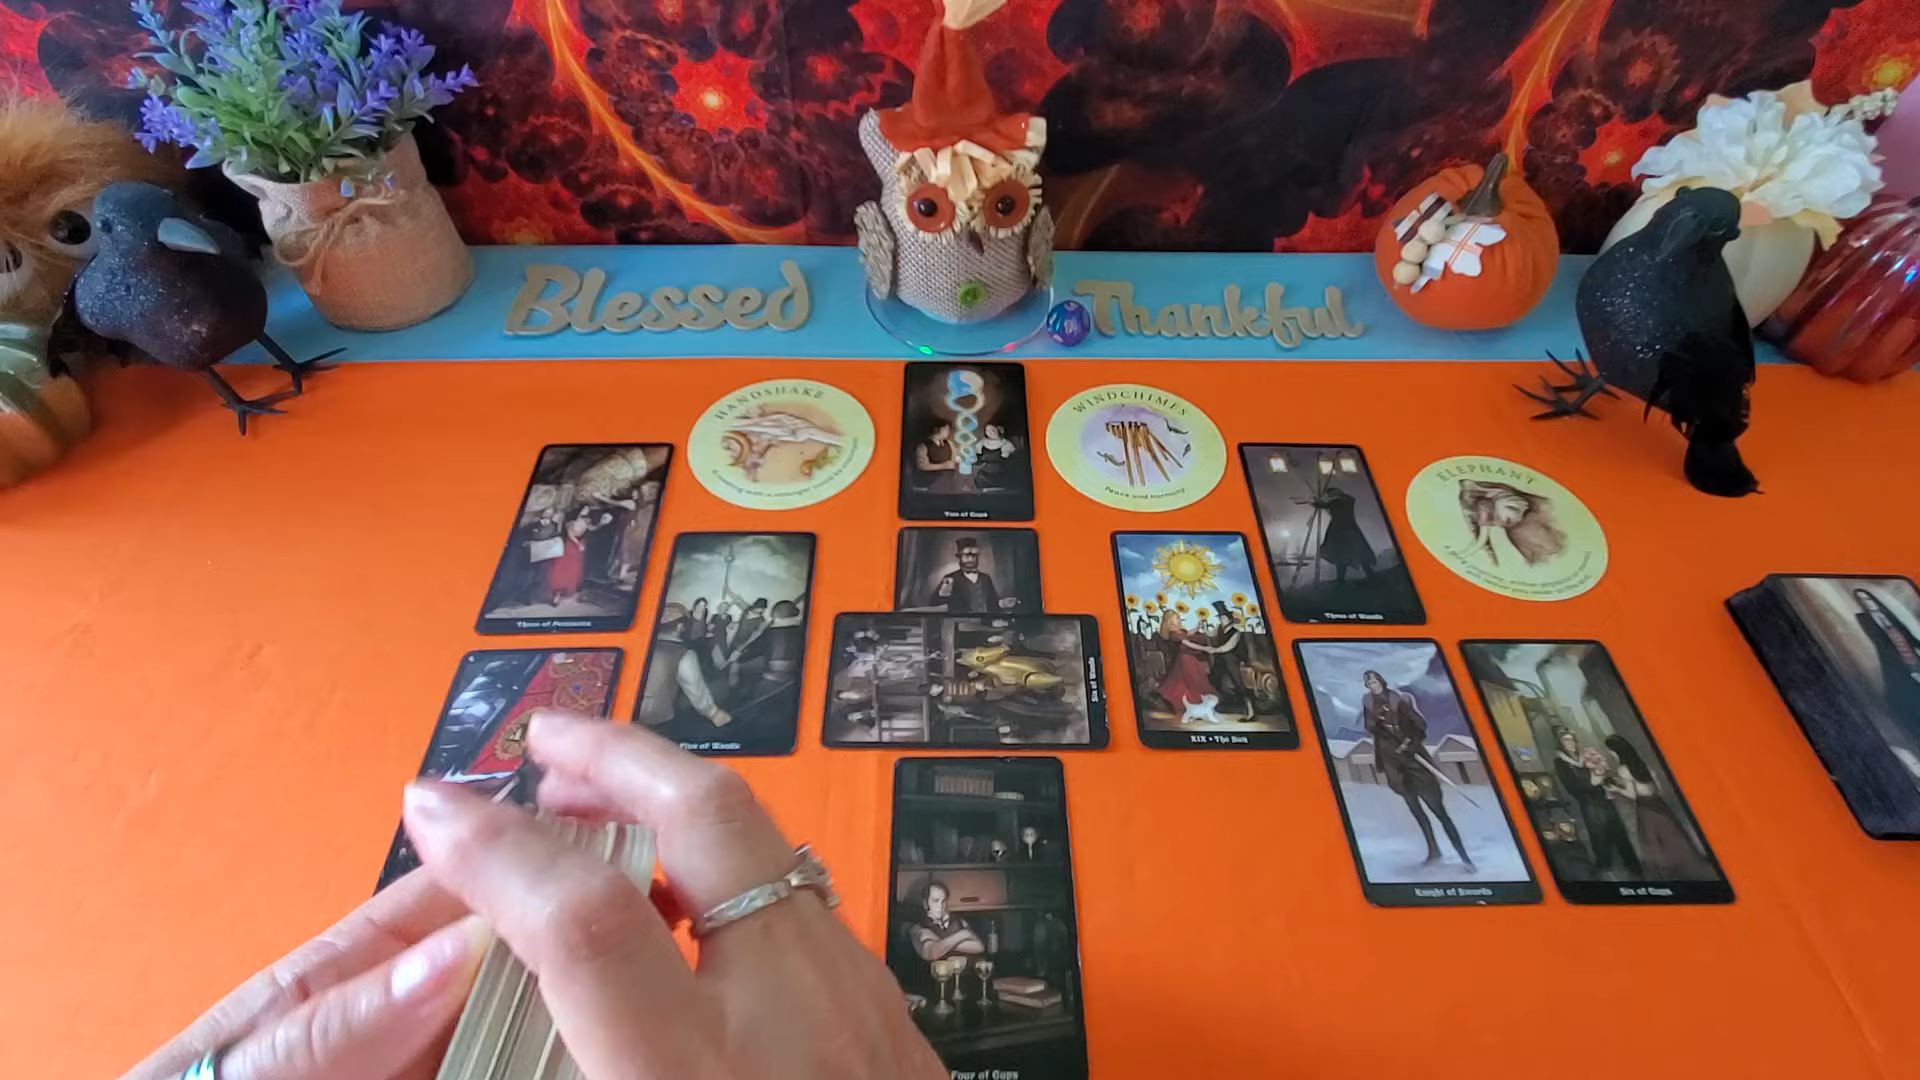 Blessed
Thankful
HANDSHAKE
WINDCHIMES
Peace and harmony
ELEPHANT
Ten of Cups
Three of Pentacles
Three of Wands
Five of Wands
Six of Wands
XIX • The Sun
Knight of Swords
Six of Cups
Four of Cups